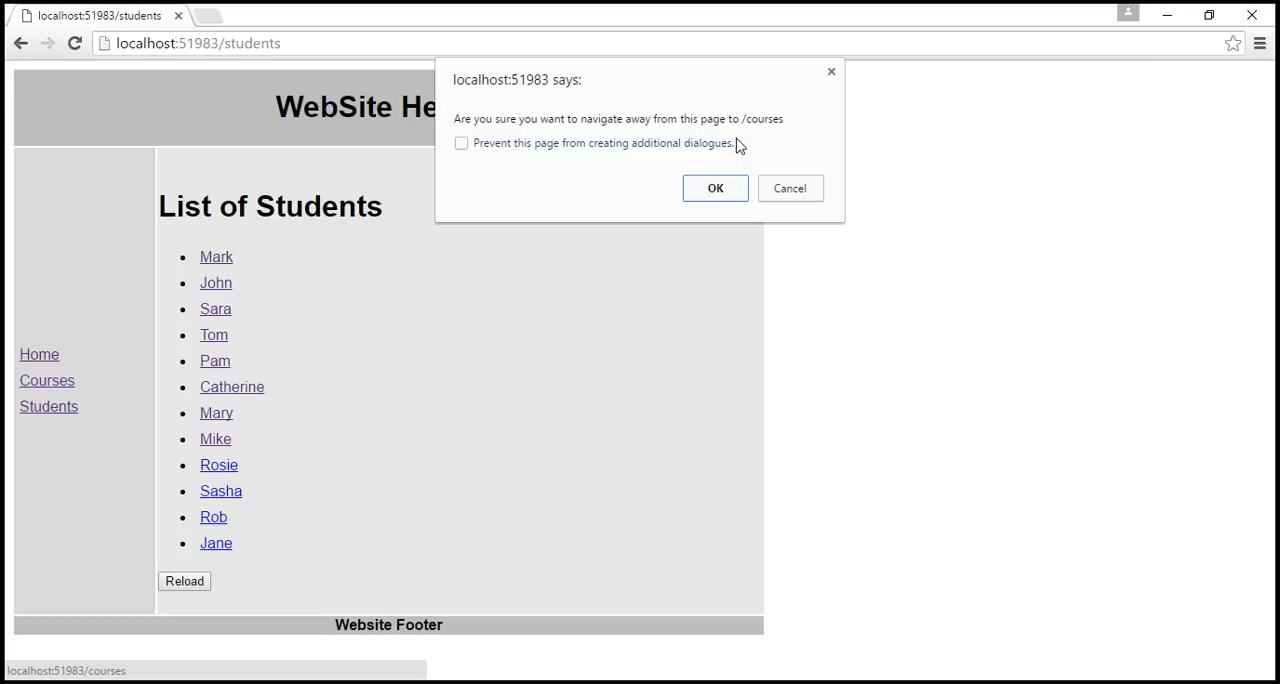 localhost:51983/students
localhost:51983/students
WebSite He
localhost:51983 says:
Are you sure you want to navigate away from this page to /courses
Prevent this page from creating additional dialogues.
OK
Cancel
Home
Courses
Students
List of Students
Mark
John
Sara
Tom
Pam
Catherine
Mary
Mike
Rosie
Sasha
Rob
Jane
Reload
Website Footer
localhost:51983/courses